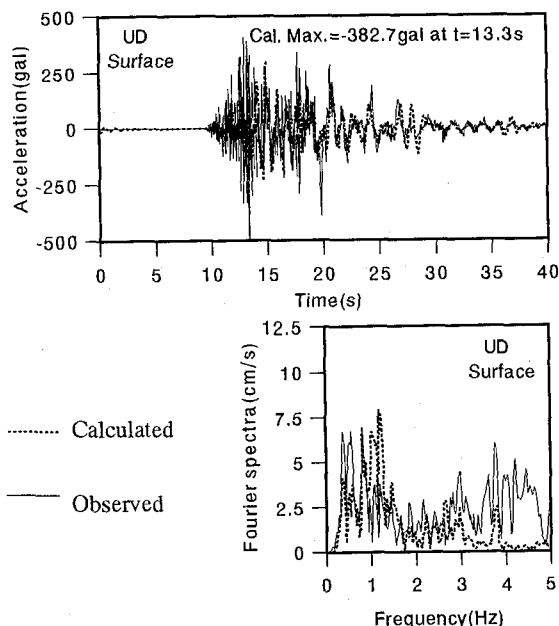 UD
Surface
Cal. Max.=-382.7gal at t=13.3s
Acceleration(gal)
500
250
0
-250
-500
0 5 10 15 20 25 30 35 40
Time(s)
Calculated
Observed
UD
Surface
Fourier spectra(cm/s)
12.5
10
7.5
5
2.5
0
0 1 2 3 4 5
Frequency(Hz)